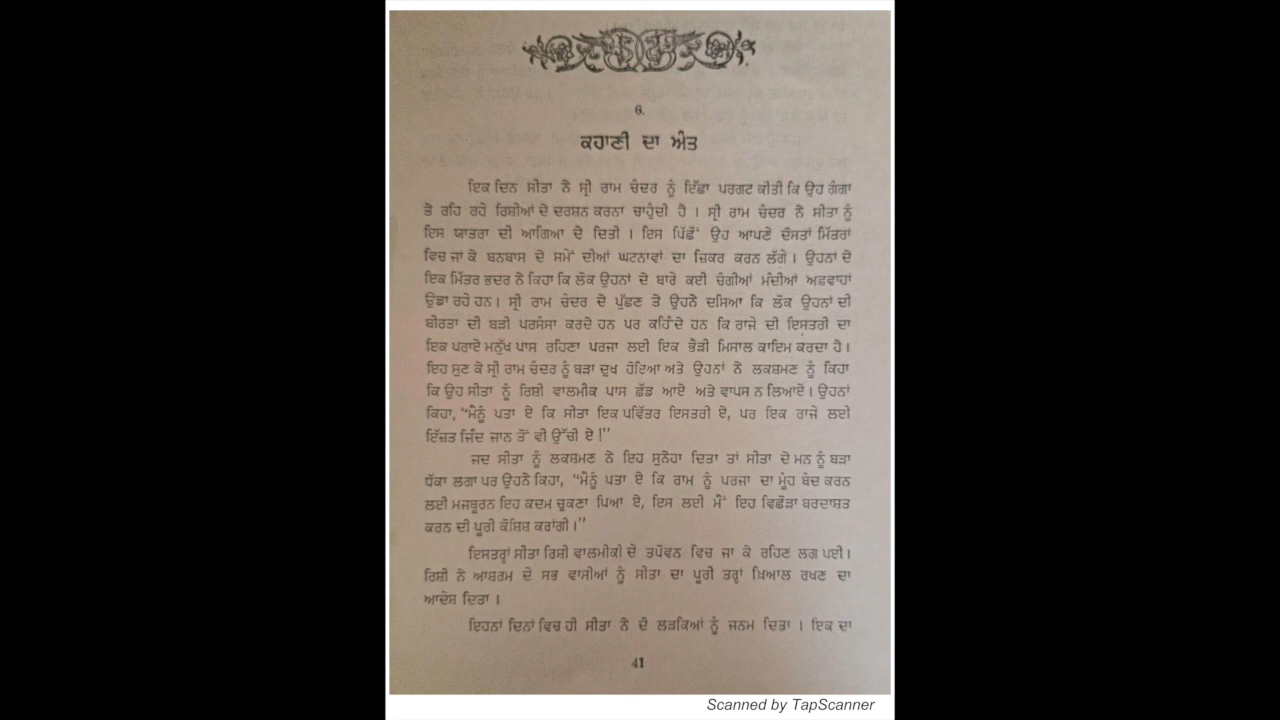 6.
ਕਹਾਣੀ ਦਾ ਅੰਤ
ਇਕ ਦਿਨ ਸੀਤਾ ਨੇ ਸ੍ਰੀ ਰਾਮ ਚੰਦਰ ਨੂੰ ਇੱਛਾ ਪਰਗਟ ਕੀਤੀ ਕਿ ਉਹ ਗੰਗਾ
ਤੇ ਰਹਿ ਰਹੇ ਰਿਸ਼ੀਆਂ ਦੇ ਦਰਸ਼ਨ ਕਰਨਾ ਚਾਹੁੰਦੀ ਹੈ । ਸ੍ਰੀ ਰਾਮ ਚੰਦਰ ਨੇ ਸੀਤਾ ਨੂੰ
ਇਸ ਯਾਤਰਾ ਦੀ ਆਗਿਆ ਦੇ ਦਿਤੀ । ਇਸ ਪਿੱਛੋਂ ਉਹ ਆਪਣੇ ਦੋਸਤਾਂ ਮਿੱਤਰਾਂ
ਵਿਚ ਜਾਂ ਕੇ ਬਨਬਾਸ ਦੇ ਸਮੇਂ ਦੀਆਂ ਘਟਨਾਵਾਂ ਦਾ ਜ਼ਿਕਰ ਕਰਨ ਲੱਗੇ । ਉਹਨਾਂ ਦੇ
ਇਕ ਮਿੱਤਰ ਭਦਰ ਨੇ ਕਿਹਾ ਕਿ ਲੋਕ ਉਹਨਾਂ ਦੇ ਬਾਰੇ ਕਈ ਚੰਗੀਆਂ ਮੰਦੀਆਂ ਅਫ਼ਵਾਹਾਂ
ਉਡਾ ਰਹੇ ਹਨ । ਸ੍ਰੀ ਰਾਮ ਚੰਦਰ ਦੇ ਪੁੱਛਣ ਤੇ ਉਹਨੇ ਦਸਿਆ ਕਿ ਲੋਕ ਉਹਨਾਂ ਦੀ
ਬੀਰਤਾ ਦੀ ਬੜੀ ਪਰਸੰਸਾ ਕਰਦੇ ਹਨ ਪਰ ਕਹਿੰਦੇ ਹਨ ਕਿ ਰਾਜੇ ਦੀ ਇਸਤਰੀ ਦਾ
ਇਕ ਪਰਾਏ ਮਨੁੱਖ ਪਾਸ ਰਹਿਣਾ ਪਰਜਾ ਲਈ ਇਕ ਭੈੜੀ ਮਿਸਾਲ ਕਾਇਮ ਕਰਦਾ ਹੈ ।
ਇਹ ਸੁਣ ਕੇ ਸ੍ਰੀ ਰਾਮ ਚੰਦਰ ਨੂੰ ਬੜਾ ਦੁਖ ਹੋਇਆ ਅਤੇ ਉਹਨਾਂ ਨੇ ਲਕਸ਼ਮਣ ਨੂੰ ਕਿਹਾ
ਕਿ ਉਹ ਸੀਤਾ ਨੂੰ ਰਿਸ਼ੀ ਵਾਲਮੀਕ ਪਾਸ ਛੱਡ ਆਏ ਅਤੇ ਵਾਪਸ ਨ ਲਿਆਏ । ਉਹਨਾਂ
ਕਿਹਾ, “ਮੈਨੂੰ ਪਤਾ ਏ ਕਿ ਸੀਤਾ ਇਕ ਪਵਿੱਤਰ ਇਸਤਰੀ ਏ, ਪਰ ਇਕ ਰਾਜੇ ਲਈ
ਇੱਜ਼ਤ ਜਿੰਦ ਜਾਨ ਤੋਂ ਵੀ ਉੱਚੀ ਏ !”
ਜਦ ਸੀਤਾ ਨੂੰ ਲਕਸ਼ਮਣ ਨੇ ਇਹ ਸੁਨੇਹਾ ਦਿਤਾ ਤਾਂ ਸੀਤਾ ਦੇ ਮਨ ਨੂੰ ਬੜਾ
ਧੱਕਾ ਲਗਾ ਪਰ ਉਹਨੇ ਕਿਹਾ, “ਮੈਨੂੰ ਪਤਾ ਏ ਕਿ ਰਾਮ ਨੂੰ ਪਰਜਾ ਦਾ ਮੂੰਹ ਬੰਦ ਕਰਨ
ਲਈ ਮਜਬੂਰਨ ਇਹ ਕਦਮ ਚੁਕਣਾ ਪਿਆ ਏ, ਇਸ ਲਈ ਮੈਂ ਇਹ ਵਿਛੋੜਾ ਬਰਦਾਸ਼ਤ
ਕਰਨ ਦੀ ਪੂਰੀ ਕੋਸ਼ਿਸ਼ ਕਰਾਂਗੀ ।”
ਇਸਤਰ੍ਹਾਂ ਸੀਤਾ ਰਿਸ਼ੀ ਵਾਲਮੀਕੀ ਦੇ ਤਪੋਵਨ ਵਿਚ ਜਾ ਕੇ ਰਹਿਣ ਲਗ ਪਈ ।
ਰਿਸ਼ੀ ਨੇ ਆਸ਼ਰਮ ਦੇ ਸਭ ਵਾਸੀਆਂ ਨੂੰ ਸੀਤਾ ਦਾ ਪੂਰੀ ਤਰ੍ਹਾਂ ਖ਼ਿਆਲ ਰਖਣ ਦਾ
ਆਦੇਸ਼ ਦਿਤਾ ।
ਇਹਨਾਂ ਦਿਨਾਂ ਵਿਚ ਹੀ ਸੀਤਾ ਨੇ ਦੋ ਲੜਕਿਆਂ ਨੂੰ ਜਨਮ ਦਿਤਾ । ਇਕ ਦਾ
41
Scanned by TapScanner